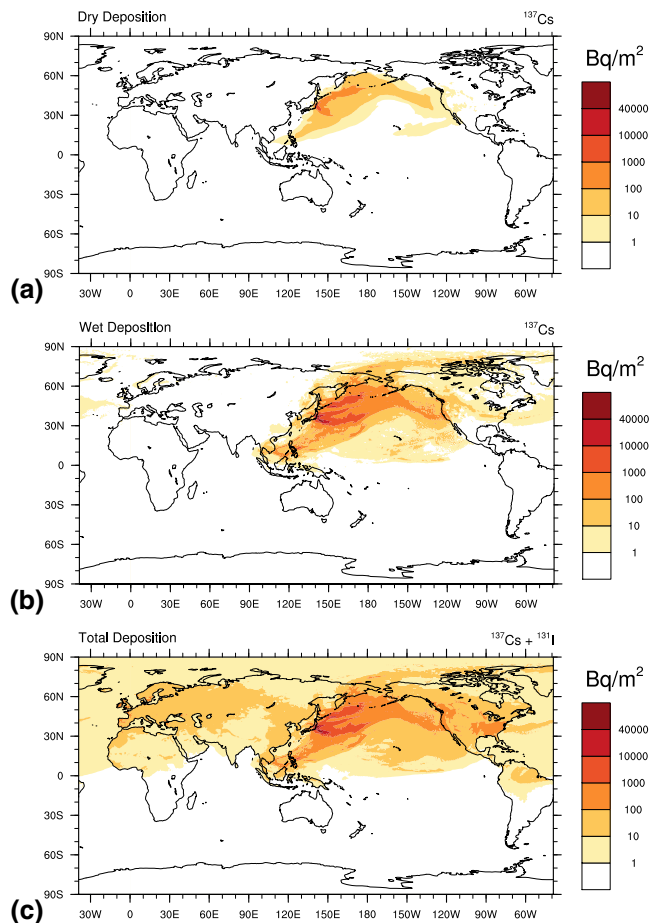 Dry Deposition ¹³⁷Cs
90N
60N
30N
0
30S
60S
90S
30W 0 30E 60E 90E 120E 150E 180 150W 120W 90W 60W
Bq/m²
40000
10000
1000
100
10
1
(a)
Wet Deposition ¹³⁷Cs
90N
60N
30N
0
30S
60S
90S
30W 0 30E 60E 90E 120E 150E 180 150W 120W 90W 60W
Bq/m²
40000
10000
1000
100
10
1
(b)
Total Deposition ¹³⁷Cs + ¹³¹I
90N
60N
30N
0
30S
60S
90S
30W 0 30E 60E 90E 120E 150E 180 150W 120W 90W 60W
Bq/m²
40000
10000
1000
100
10
1
(c)